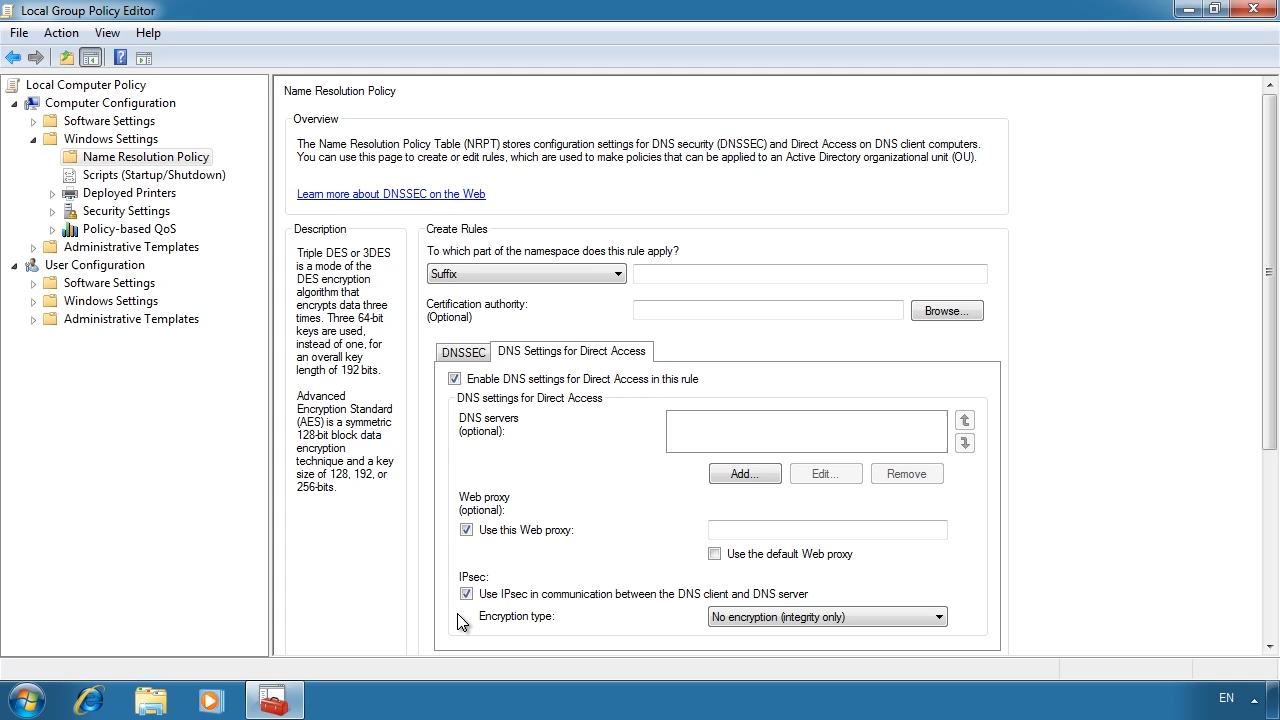 Local Group Policy Editor
File Action View Help
Local Computer Policy
Computer Configuration
Software Settings
Windows Settings
Name Resolution Policy
Scripts (Startup/Shutdown)
Deployed Printers
Security Settings
Policy-based QoS
Administrative Templates
User Configuration
Software Settings
Windows Settings
Administrative Templates
Name Resolution Policy
Overview
The Name Resolution Policy Table (NRPT) stores configuration settings for DNS security (DNSSEC) and Direct Access on DNS client computers.
You can use this page to create or edit rules, which are used to make policies that can be applied to an Active Directory organizational unit (OU).
Learn more about DNSSEC on the Web
Description
Triple DES or 3DES
is a mode of the
DES encryption
algorithm that
encrypts data three
times. Three 64-bit
keys are used,
instead of one, for
an overall key
length of 192 bits.
Advanced
Encryption Standard
(AES) is a symmetric
128-bit block data
encryption
technique and a key
size of 128, 192, or
256-bits.
Create Rules
To which part of the namespace does this rule apply?
Suffix
Certification authority:
(Optional)
Browse...
DNSSEC DNS Settings for Direct Access
Enable DNS settings for Direct Access in this rule
DNS settings for Direct Access
DNS servers
(optional):
Add... Edit... Remove
Web proxy
(optional):
Use this Web proxy:
Use the default Web proxy
IPsec:
Use IPsec in communication between the DNS client and DNS server
Encryption type: No encryption (integrity only)
EN